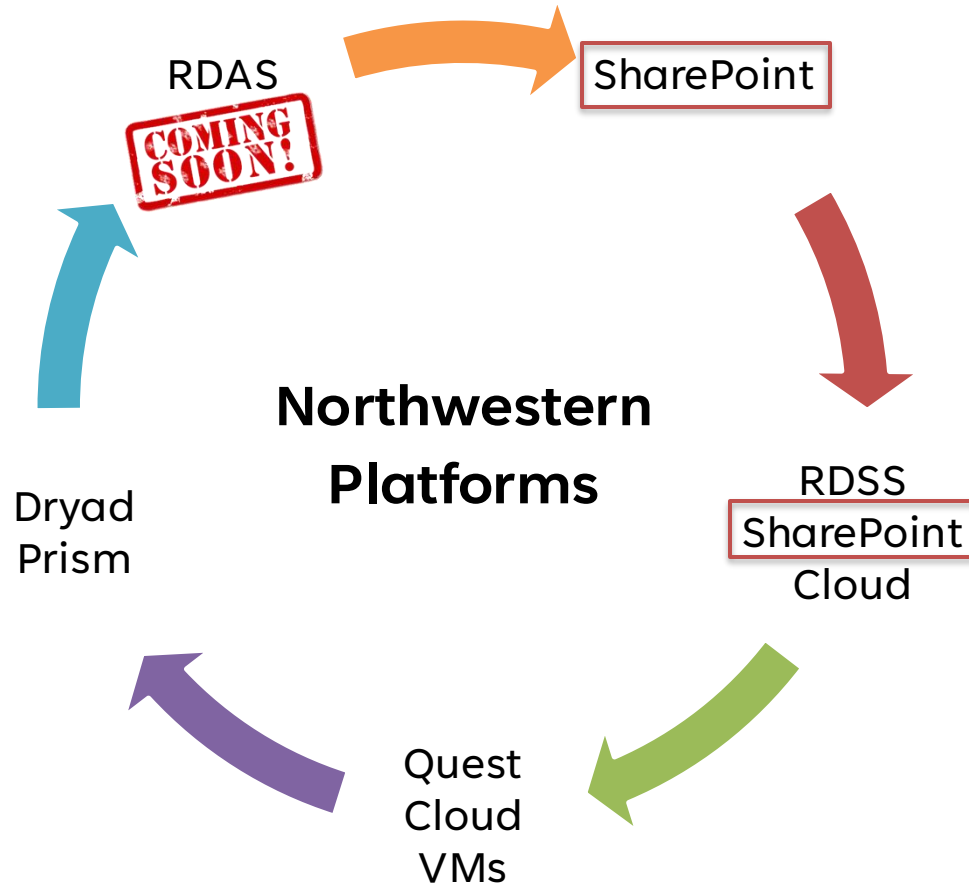 RDAS
COMING
SOON!
SharePoint
Northwestern
Platforms
RDSS
SharePoint
Cloud
Dryad
Prism
Quest
Cloud
VMs